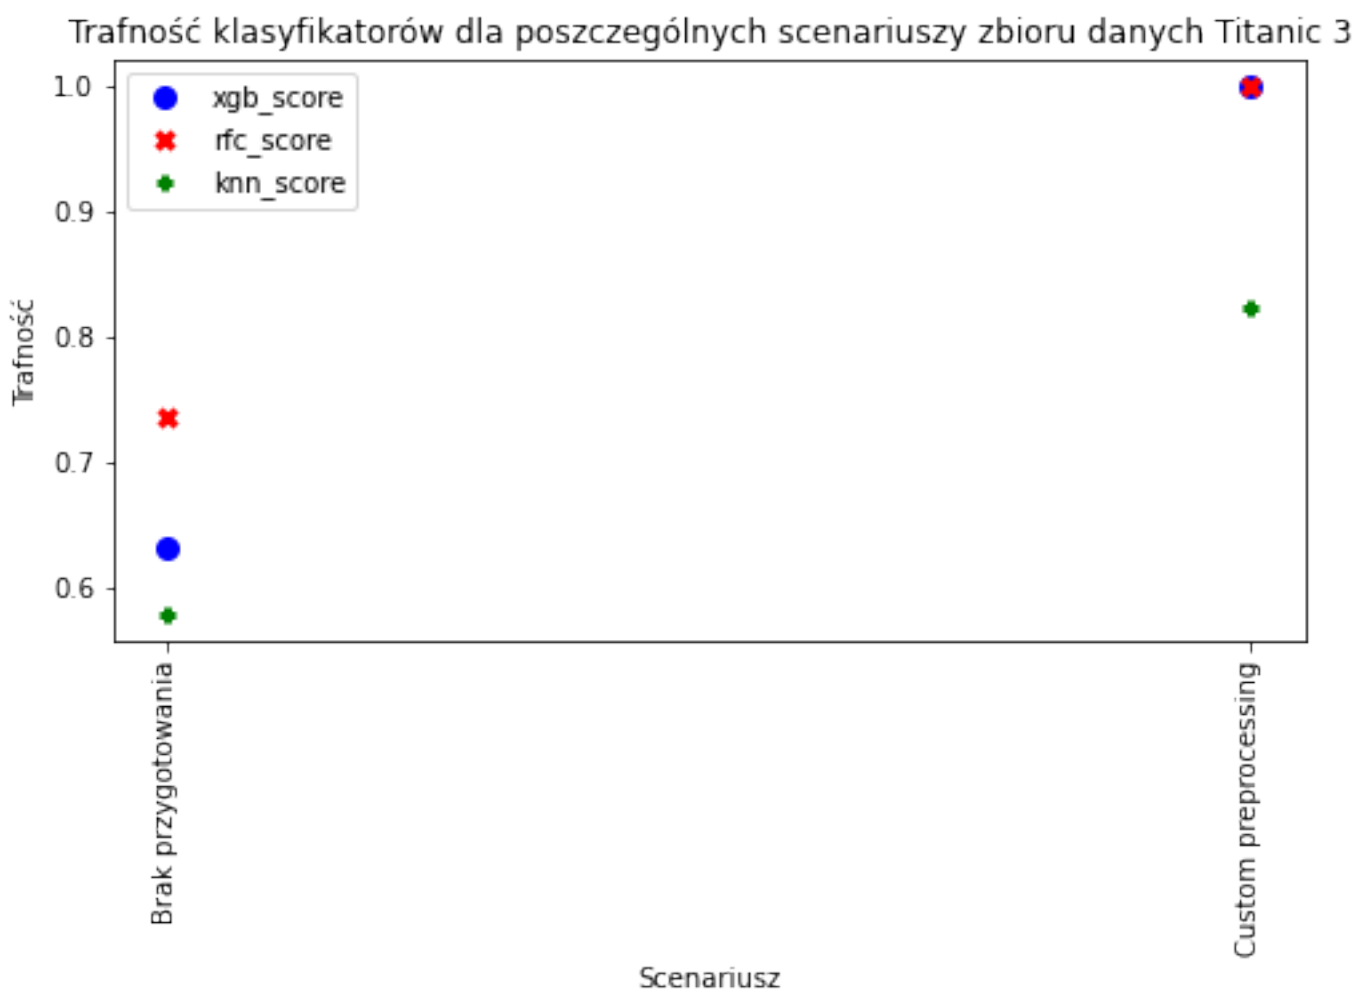 Trafność klasyfikatorów dla poszczególnych scenariuszy zbioru danych Titanic 3
xgb_score
rfc_score
knn_score
1.0
0.9
0.8
0.7
0.6
Trafność
Brak przygotowania
Custom preprocessing
Scenariusz